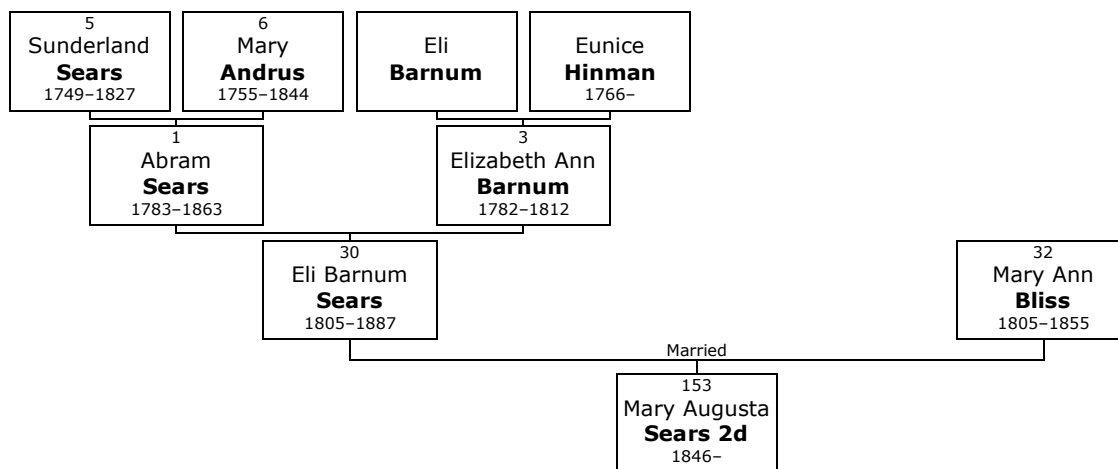 5
Sunderland
Sears
1749–1827
6
Mary
Andrus
1755–1844
Eli
Barnum
Eunice
Hinman
1766–
1
Abram
Sears
1783–1863
3
Elizabeth Ann
Barnum
1782–1812
30
Eli Barnum
Sears
1805–1887
32
Mary Ann
Bliss
1805–1855
Married
153
Mary Augusta
Sears 2d
1846–